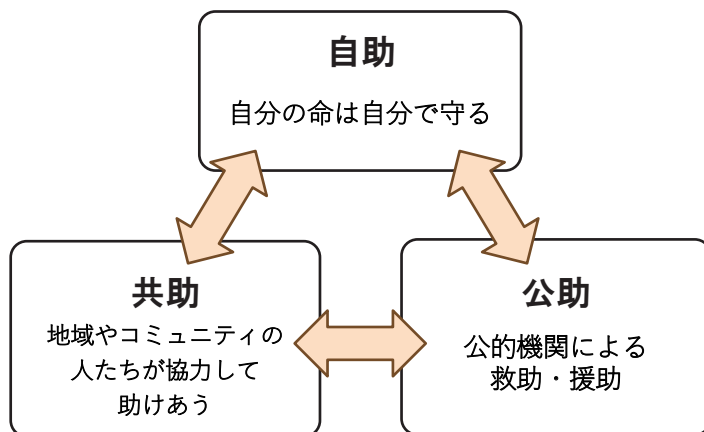 自助
自分の命は自分で守る
共助
地域やコミュニティの
人たちが協力して
助けあう
公助
公的機関による
救助・援助